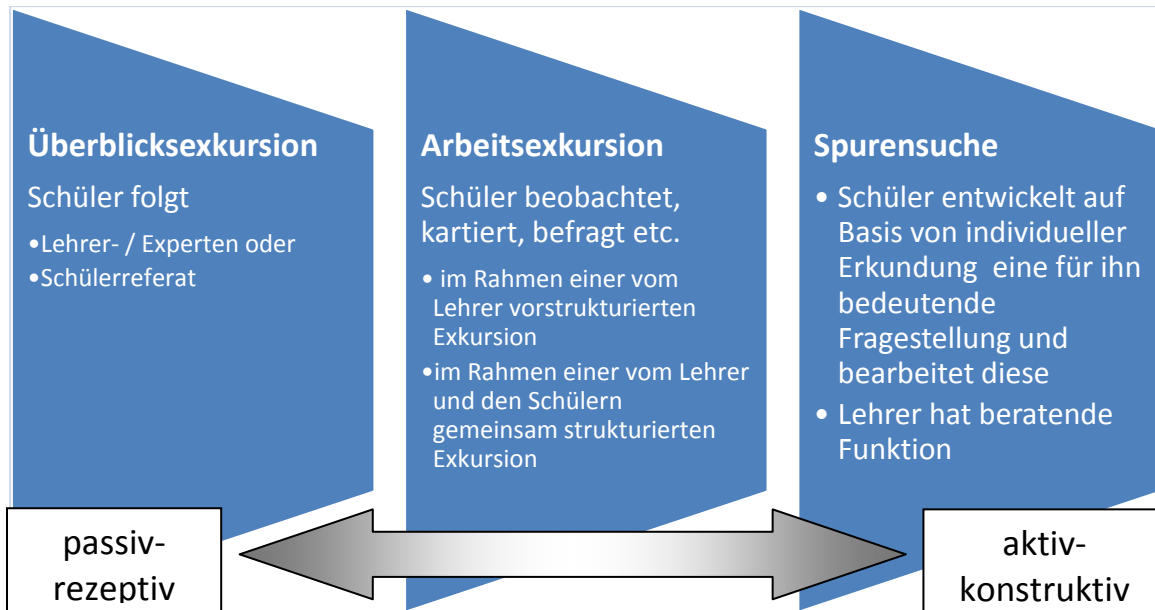 Überblicksexkursion
Schüler folgt
•Lehrer- / Experten oder
•Schülerreferat
Arbeitsexkursion
Schüler beobachtet,
kartiert, befragt etc.
• im Rahmen einer vom
Lehrer vorstrukturierten
Exkursion
•im Rahmen einer vom Lehrer
und den Schülern
gemeinsam strukturierten
Exkursion
Spurensuche
• Schüler entwickelt auf
Basis von individueller
Erkundung eine für ihn
bedeutende
Fragestellung und
bearbeitet diese
• Lehrer hat beratende
Funktion
passiv-
rezeptiv
aktiv-
konstruktiv